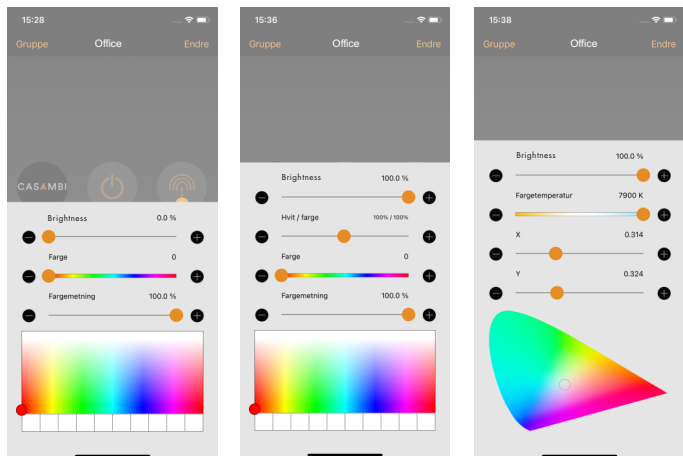 15:28
Gruppe Office Endre
CASAMBI
Brightness 0.0 %
Farge 0
Fargemetning 100.0 %
15:36
Gruppe Office Endre
Brightness 100.0 %
Hvit / farge 100% / 100%
Farge 0
Fargemetning 100.0 %
15:38
Gruppe Office Endre
Brightness 100.0 %
Fargetemperatur 7900 K
X 0.314
Y 0.324